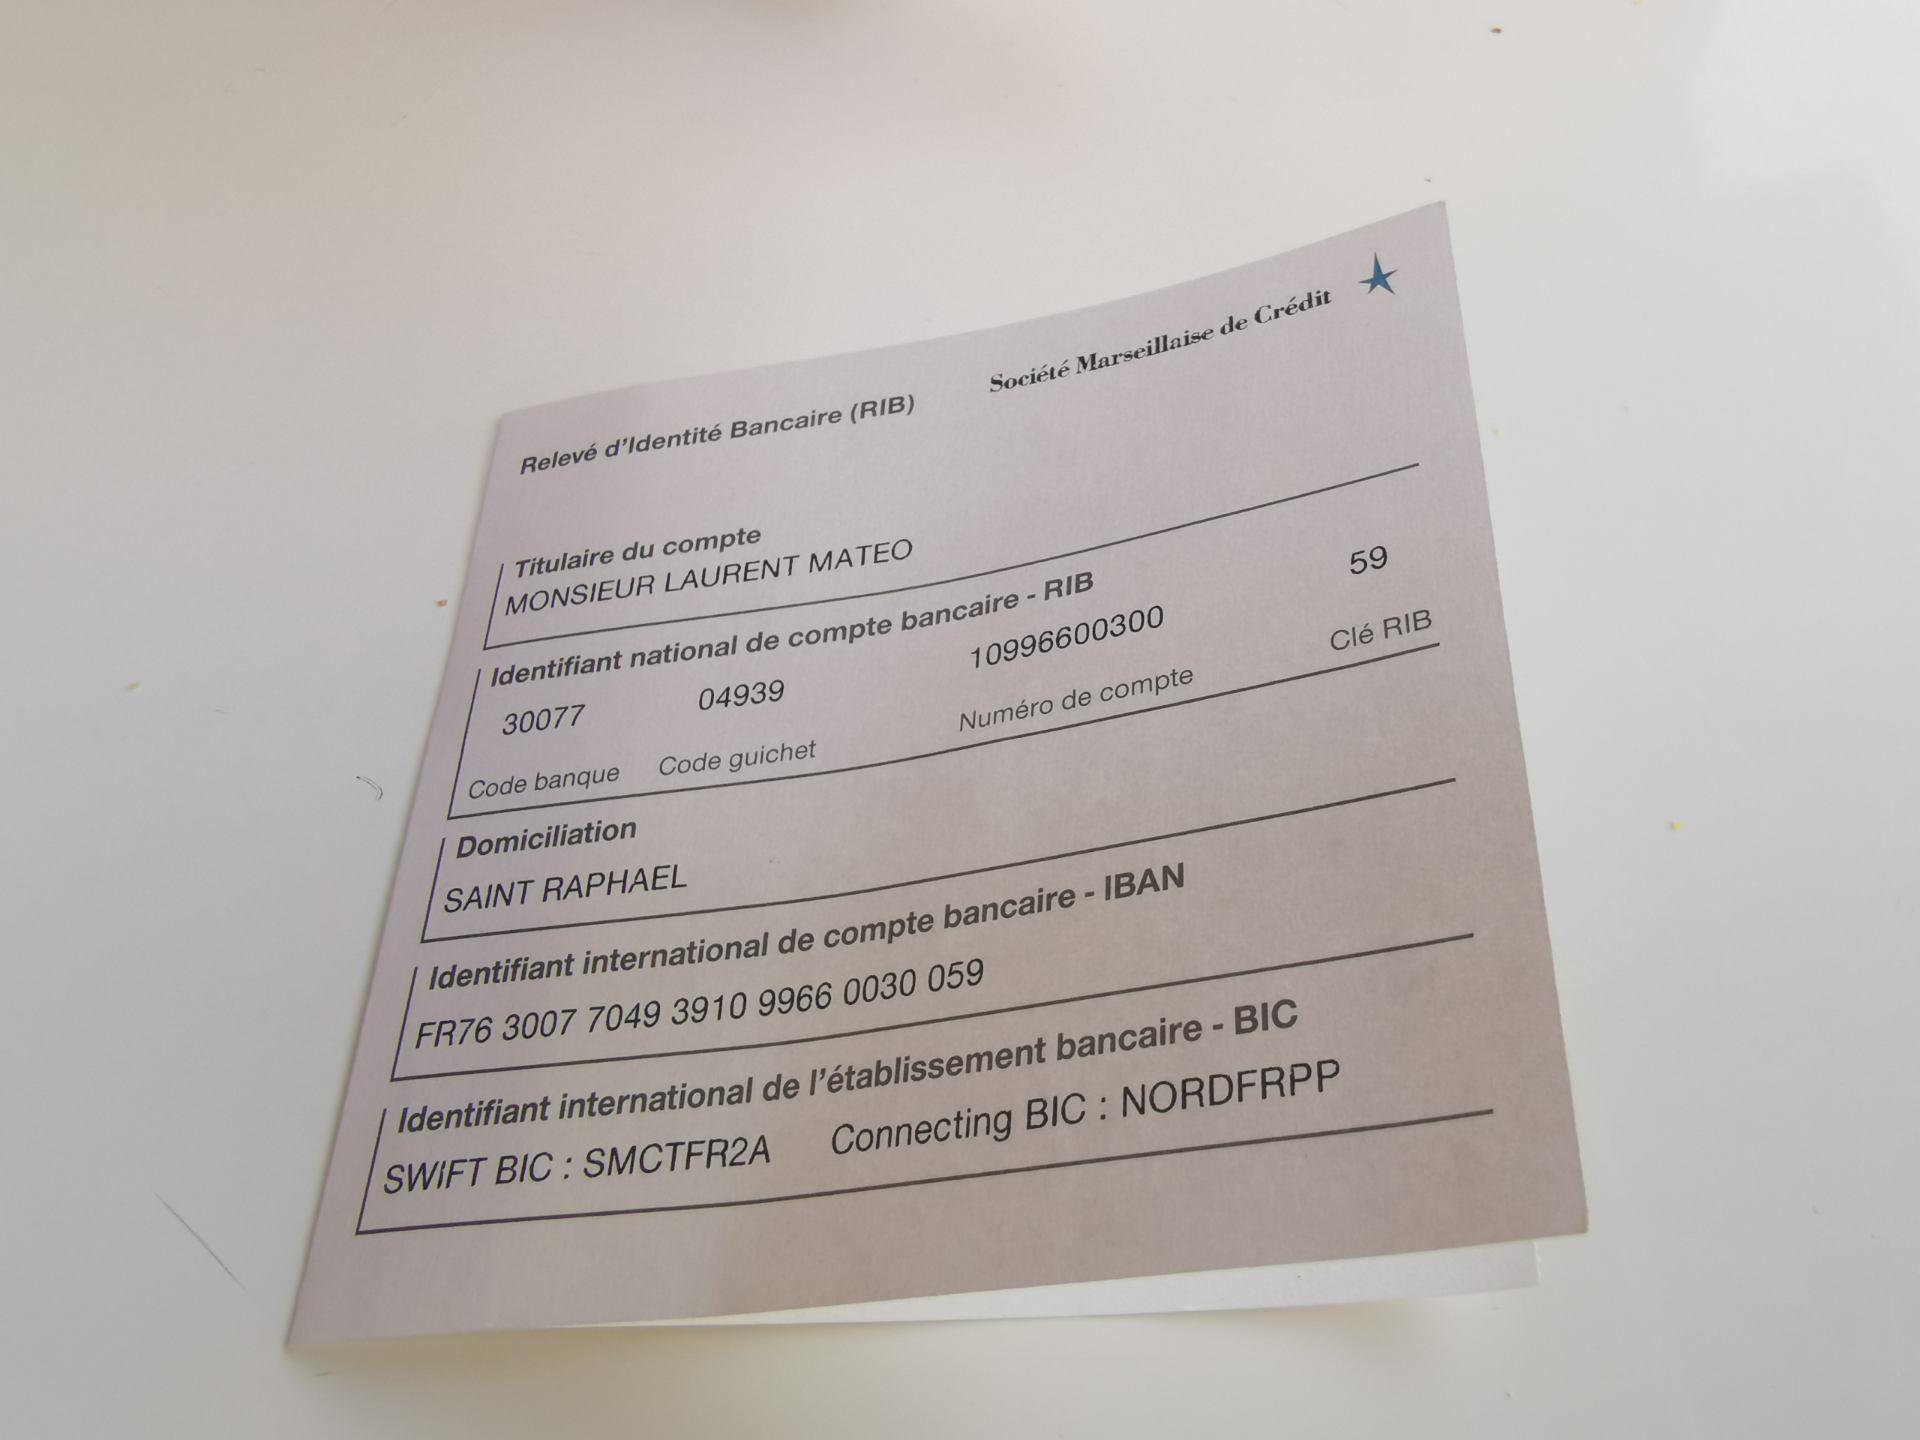 Société Marseillaise de Crédit
Relevé d'Identité Bancaire (RIB)
Titulaire du compte
MONSIEUR LAURENT MATEO
Identifiant national de compte bancaire - RIB
30077 04939 10996600300 59
Code banque Code guichet Numéro de compte Clé RIB
Domiciliation
SAINT RAPHAEL
Identifiant international de compte bancaire - IBAN
FR76 3007 7049 3910 9966 0030 059
Identifiant international de l'établissement bancaire - BIC
SWIFT BIC : SMCTFR2A Connecting BIC : NORDFRPP